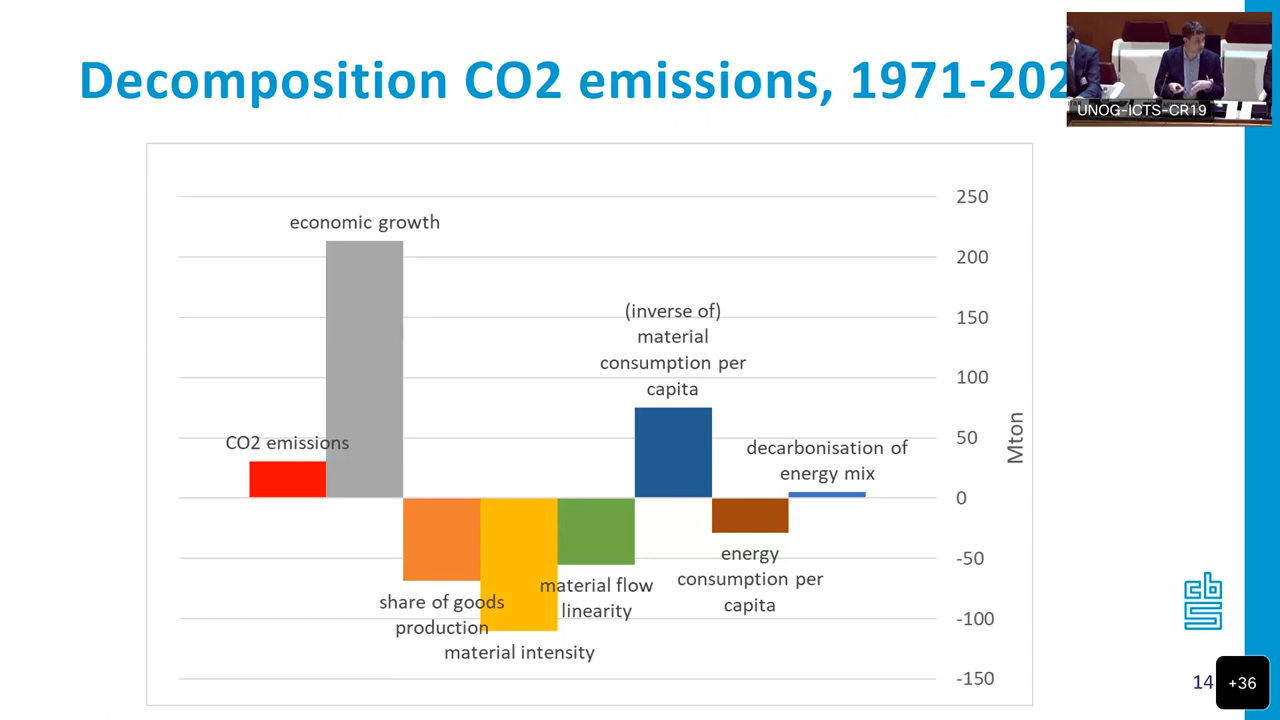 Decomposition CO2 emissions, 1971-202
UNOG-ICTS-CR19
250
economic growth
200
(inverse of)
material
consumption per
capita
150
100
50
CO2 emissions
decarbonisation of
energy mix
Mton
0
-50
energy
consumption per
capita
material flow
linearity
share of goods
production
-100
material intensity
-150
cbs
14
+36